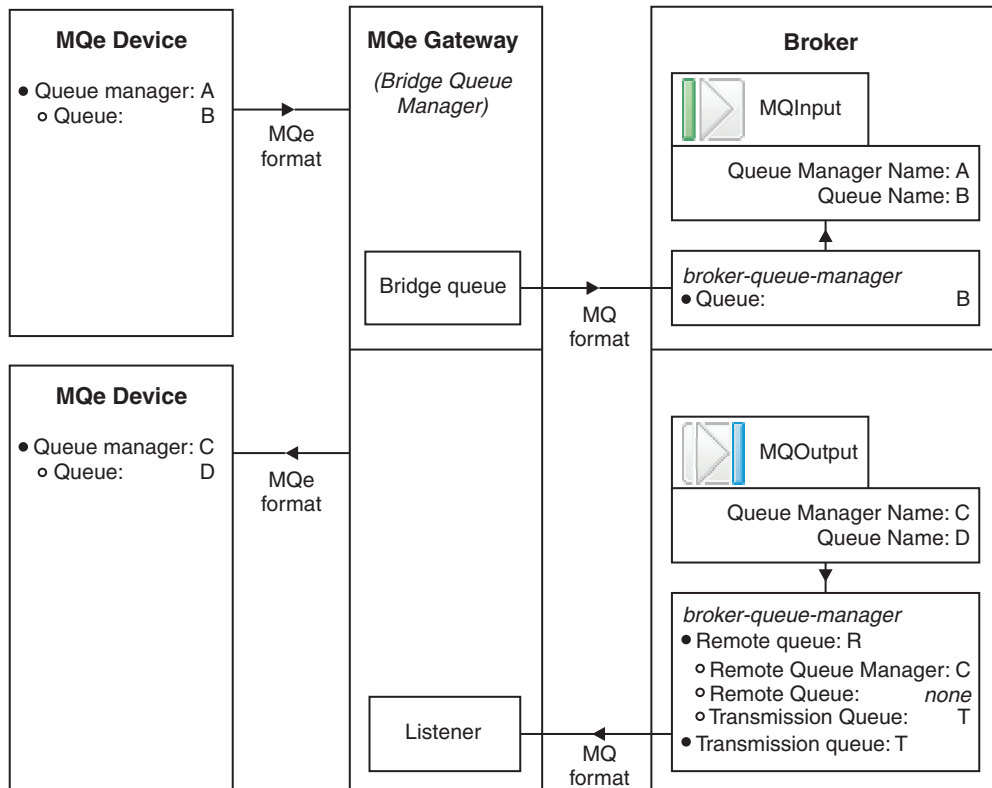 MQe Device
● Queue manager: A
○ Queue: B
MQe
format
MQe Gateway
(Bridge Queue
Manager)
Bridge queue
MQ
format
Broker
MQInput
Queue Manager Name: A
Queue Name: B
broker-queue-manager
● Queue: B
MQe Device
● Queue manager: C
○ Queue: D
MQe
format
Listener
MQ
format
MQOutput
Queue Manager Name: C
Queue Name: D
broker-queue-manager
● Remote queue: R
○ Remote Queue Manager: C
○ Remote Queue: none
○ Transmission Queue: T
● Transmission queue: T